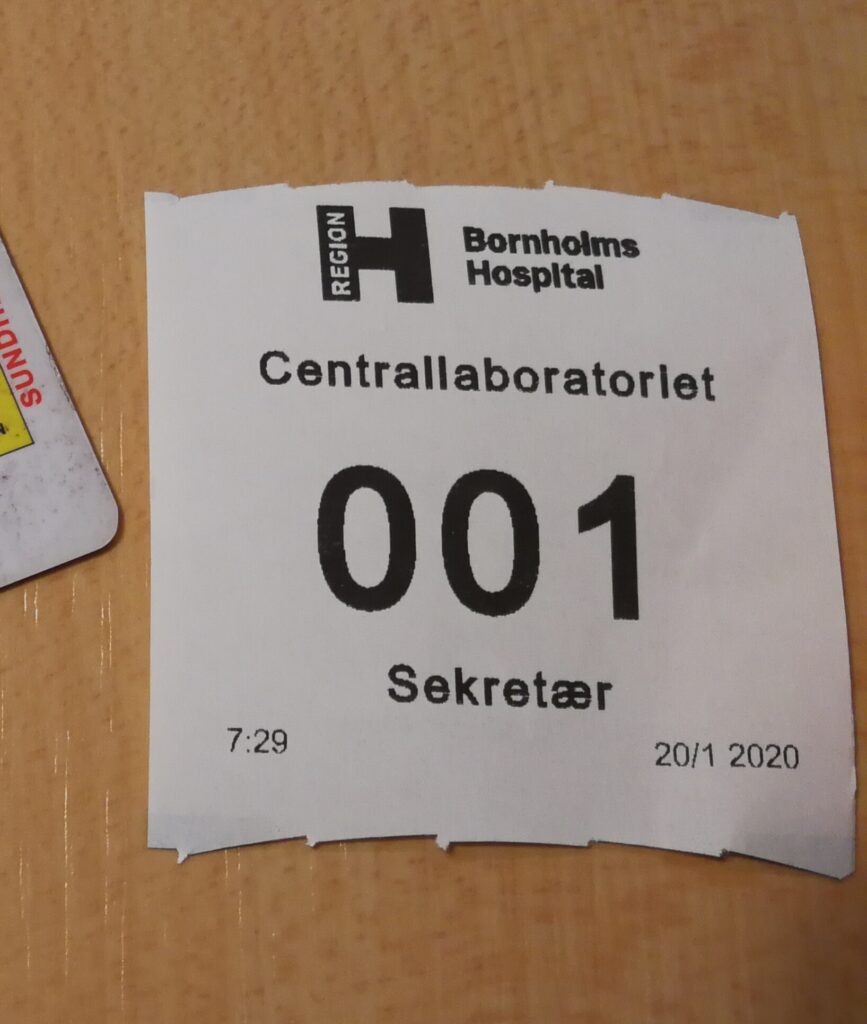 REGION H
Bornholms
Hospital
Centrallaboratoriet
001
Sekretær
7:29
20/1 2020